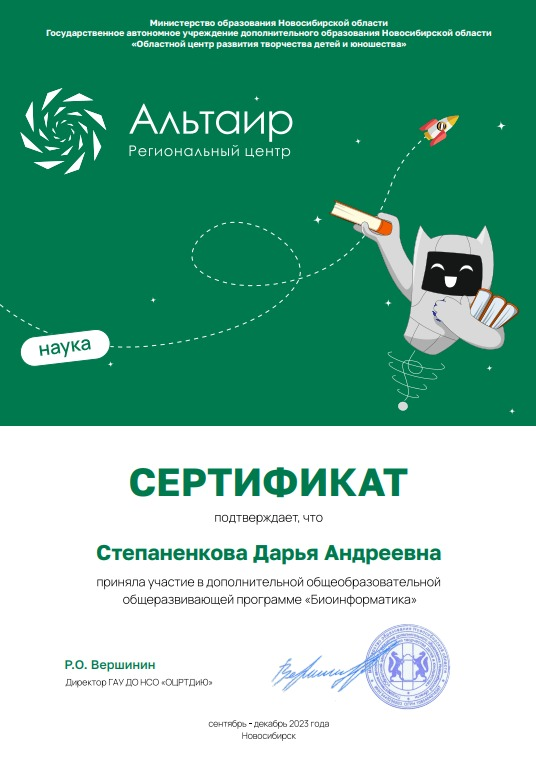 Министерство образования Новосибирской области
Государственное автономное учреждение дополнительного образования Новосибирской области
«Областной центр развития творчества детей и юношества»
Альтаир
Региональный центр
наука
СЕРТИФИКАТ
подтверждает, что
Степаненкова Дарья Андреевна
приняла участие в дополнительной общеобразовательной
общеразвивающей программе «Биоинформатика»
Р.О. Вершинин
Директор ГАУ ДО НСО «ОЦРТДиЮ»
сентябрь - декабрь 2023 года
Новосибирск